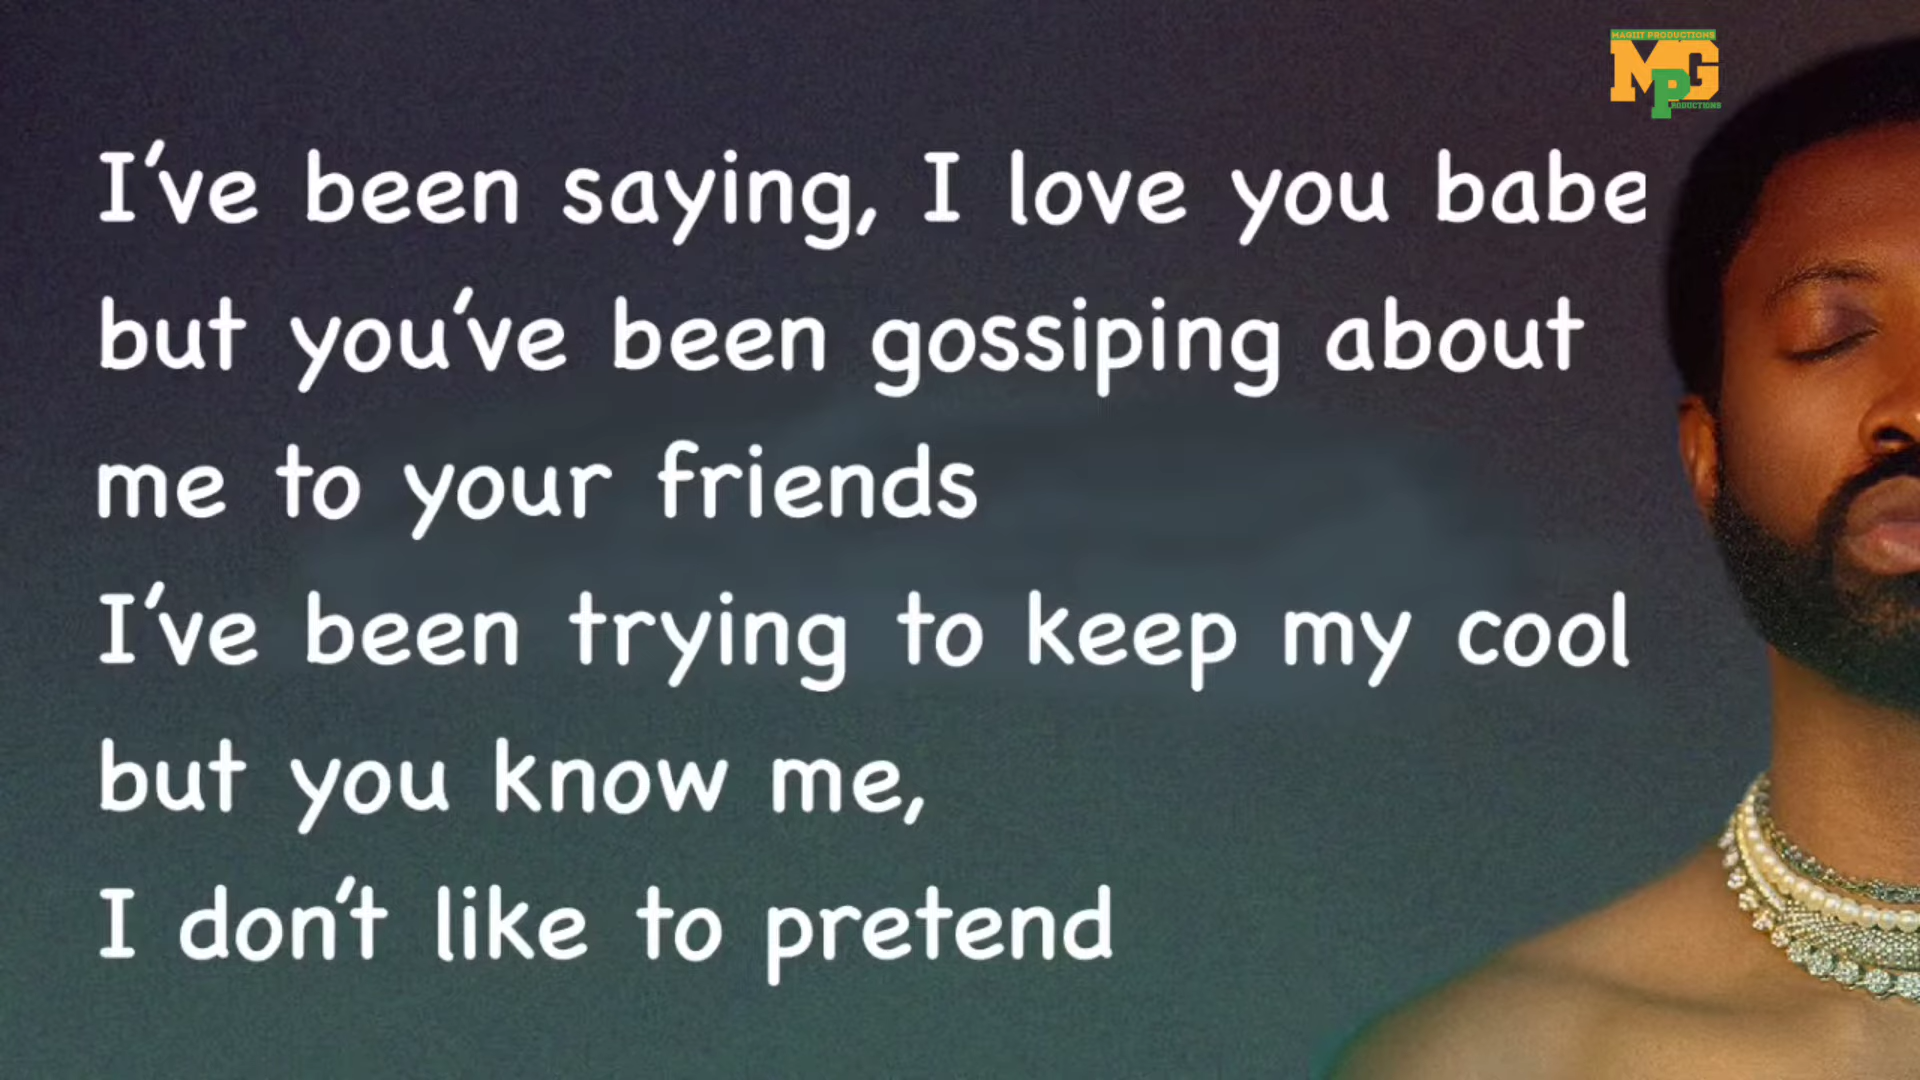 MAGIIT PRODUCTIONS
MPG
PRODUCTIONS
I've been saying, I love you babe
but you've been gossiping about
me to your friends
I've been trying to keep my cool
but you know me,
I don't like to pretend